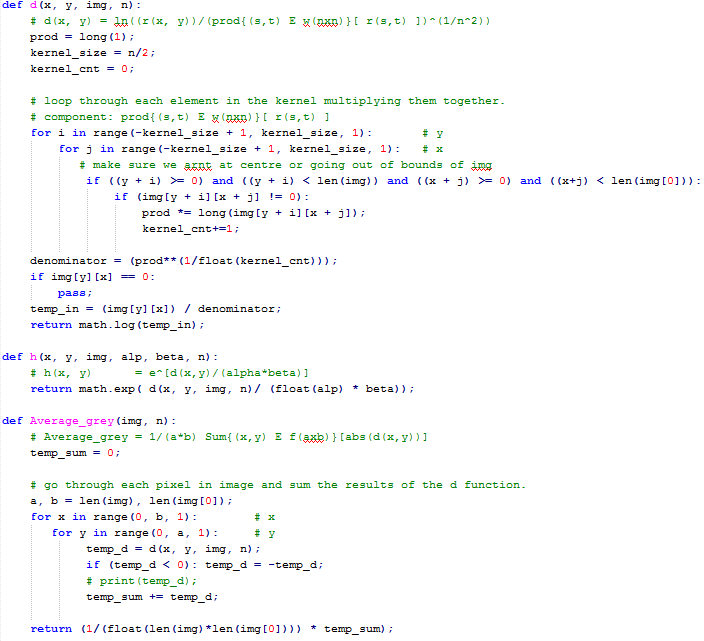 def d(x, y, img, n):
    # d(x, y) = ln((r(x, y))/(prod{(s,t) E w(nxn)}[ r(s,t) ])^(1/n^2))
    prod = long(1);
    kernel_size = n/2;
    kernel_cnt = 0;
    # loop through each element in the kernel multiplying them together.
    # component: prod{(s,t) E w(nxn)}[ r(s,t) ]
    for i in range(-kernel_size + 1, kernel_size, 1):       # y
        for j in range(-kernel_size + 1, kernel_size, 1):   # x
            # make sure we arnt at centre or going out of bounds of img
            if ((y + i) >= 0) and ((y + i) < len(img)) and ((x + j) >= 0) and ((x+j) < len(img[0])):
                if (img[y + i][x + j] != 0):
                    prod *= long(img[y + i][x + j]);
                    kernel_cnt+=1;
    denominator = (prod**(1/float(kernel_cnt)));
    if img[y][x] == 0:
        pass;
    temp_in = (img[y][x]) / denominator;
    return math.log(temp_in);
def h(x, y, img, alp, beta, n):
    # h(x, y)      = e^[d(x,y)/(alpha*beta)]
    return math.exp( d(x, y, img, n)/ (float(alp) * beta));
def Average_grey(img, n):
    # Average_grey = 1/(a*b) Sum{(x,y) E f(axb)}[abs(d(x,y))]
    temp_sum = 0;
    # go through each pixel in image and sum the results of the d function.
    a, b = len(img), len(img[0]);
    for x in range(0, b, 1):        # x
        for y in range(0, a, 1):    # y
            temp_d = d(x, y, img, n);
            if (temp_d < 0): temp_d = -temp_d;
            # print(temp_d);
            temp_sum += temp_d;
    return (1/(float(len(img)*len(img[0]))) * temp_sum);